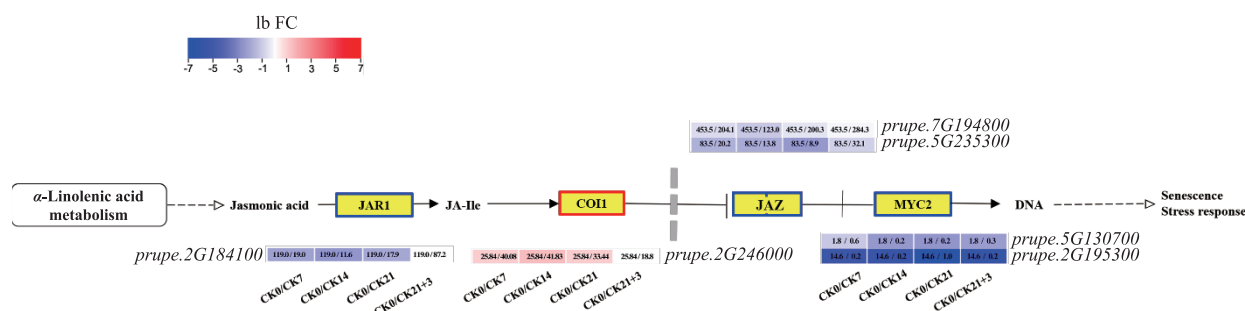 lb FC
-7 -5 -3 -1 1 3 5 7
453.5 / 204.1 453.5 / 123.0 453.5 / 200.3 453.5 / 284.3 prupe.7G194800
83.5 / 20.2 83.5 / 13.8 83.5 / 8.9 83.5 / 32.1 prupe.5G235300
α-Linolenic acid
metabolism
Jasmonic acid JAR1 JA-Ile COI1 JAZ MYC2 DNA
Senescence
Stress response
prupe.2G184100 119.0 / 19.0 119.0 / 11.6 119.0 / 17.9 119.0 / 87.2
CK0/CK7 CK0/CK14 CK0/CK21 CK0/CK21+3
25.84 / 40.08 25.84 / 41.83 25.84 / 33.44 25.84 / 18.8 prupe.2G246000
CK0/CK7 CK0/CK14 CK0/CK21 CK0/CK21+3
1.8 / 0.6 1.8 / 0.2 1.8 / 0.2 1.8 / 0.3 prupe.5G130700
14.6 / 0.2 14.6 / 0.2 14.6 / 1.0 14.6 / 0.2 prupe.2G195300
CK0/CK7 CK0/CK14 CK0/CK21 CK0/CK21+3